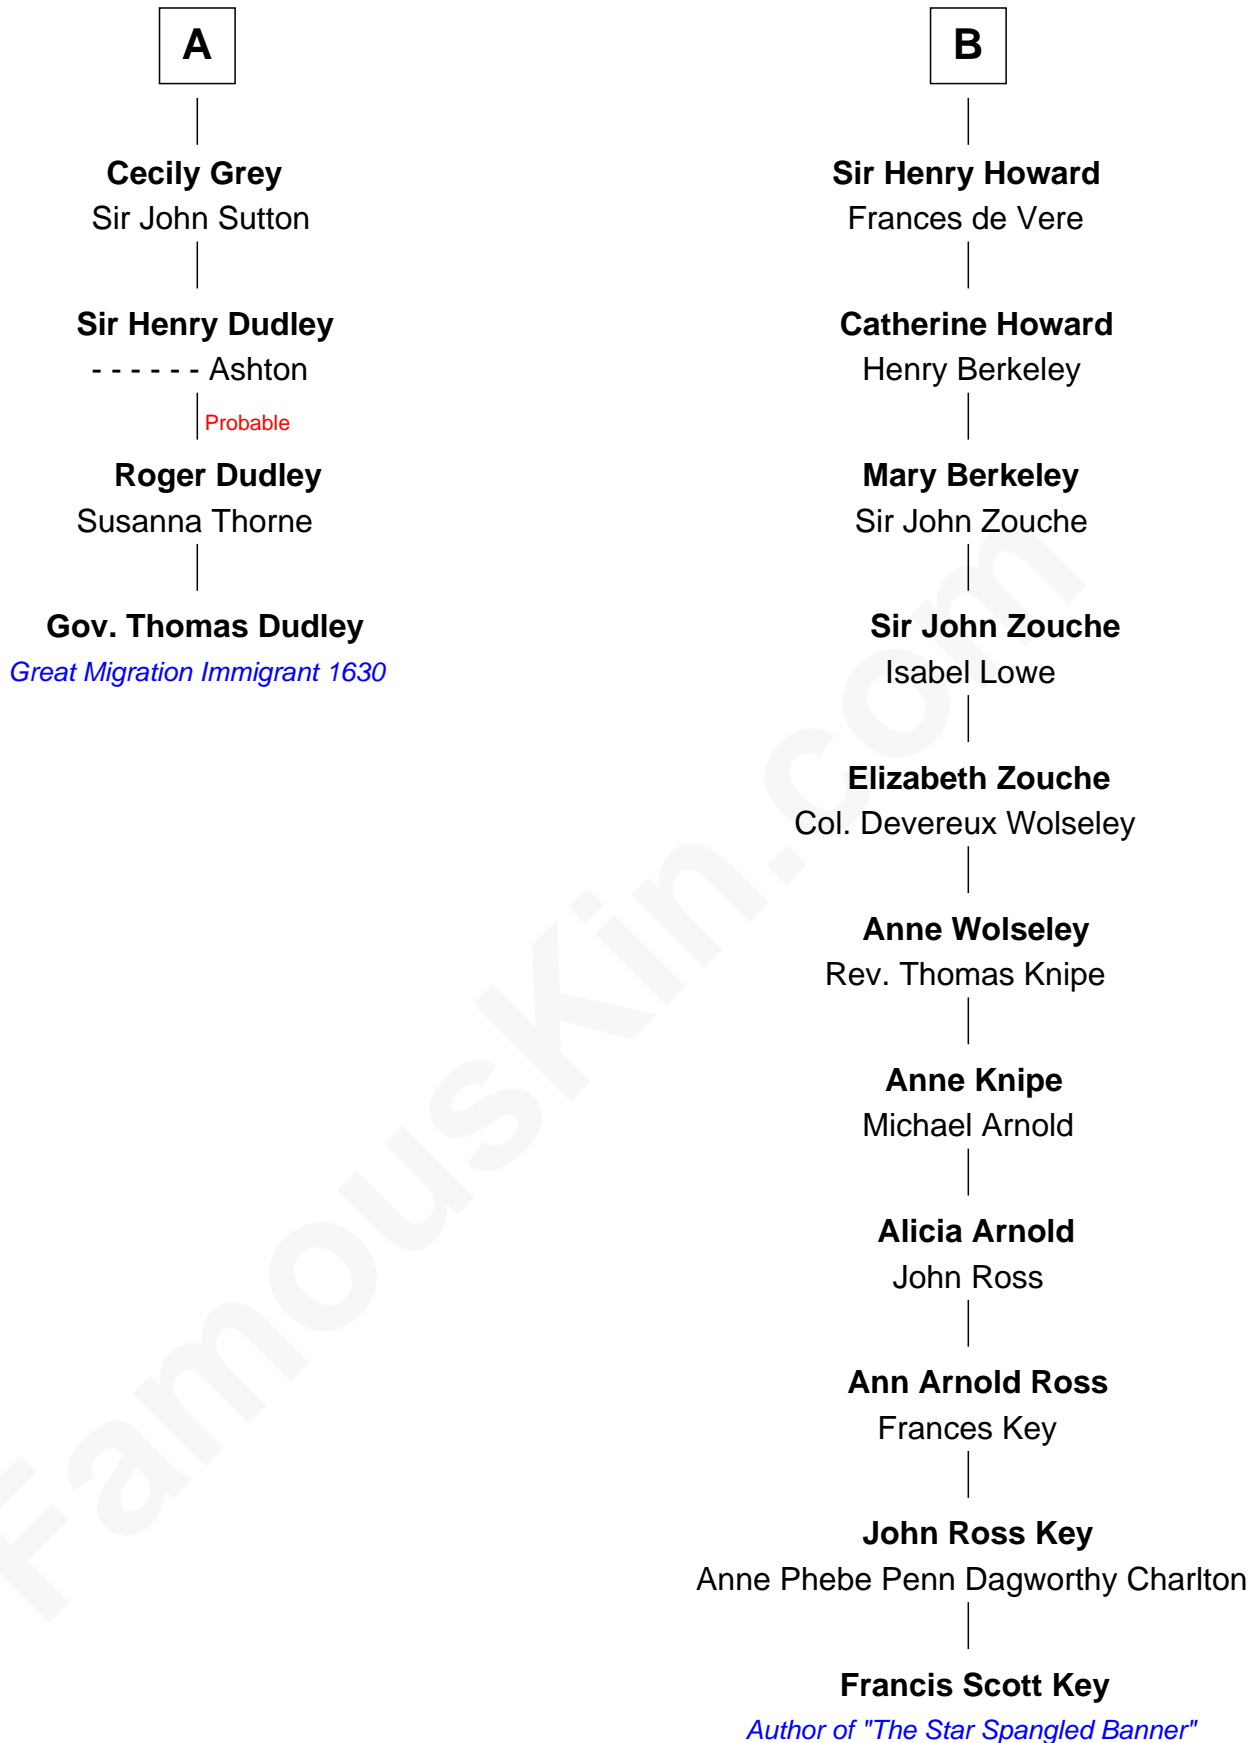 A
Cecily Grey
Sir John Sutton
Sir Henry Dudley
- - - - - - Ashton
Probable
Roger Dudley
Susanna Thorne
Gov. Thomas Dudley
Great Migration Immigrant 1630
B
Sir Henry Howard
Frances de Vere
Catherine Howard
Henry Berkeley
Mary Berkeley
Sir John Zouche
Sir John Zouche
Isabel Lowe
Elizabeth Zouche
Col. Devereux Wolseley
Anne Wolseley
Rev. Thomas Knipe
Anne Knipe
Michael Arnold
Alicia Arnold
John Ross
Ann Arnold Ross
Frances Key
John Ross Key
Anne Phebe Penn Dagworthy Charlton
Francis Scott Key
Author of "The Star Spangled Banner"
FamousKin.com